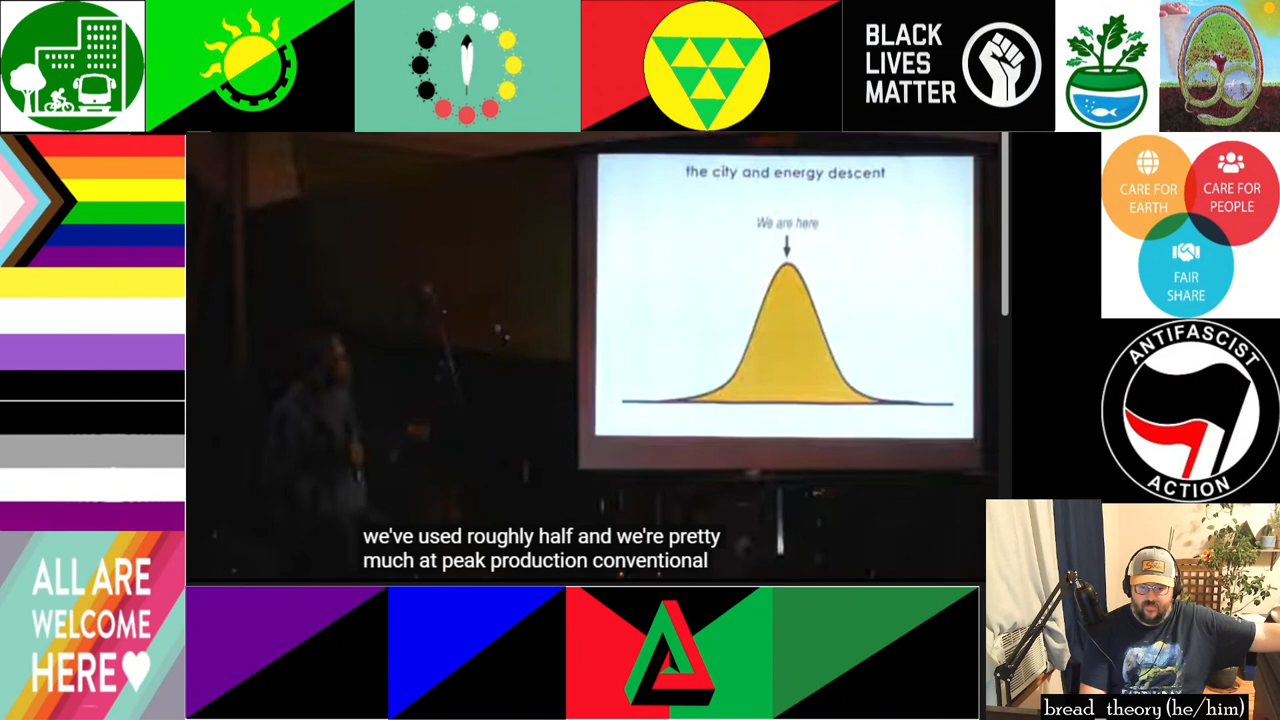 BLACK
LIVES
MATTER
the city and energy descent
We are here
CARE FOR
EARTH
CARE FOR
PEOPLE
FAIR
SHARE
ANTIFASCIST
ACTION
we've used roughly half and we're pretty
much at peak production conventional
ALL ARE
WELCOME
HERE
bread_theory (he/him)